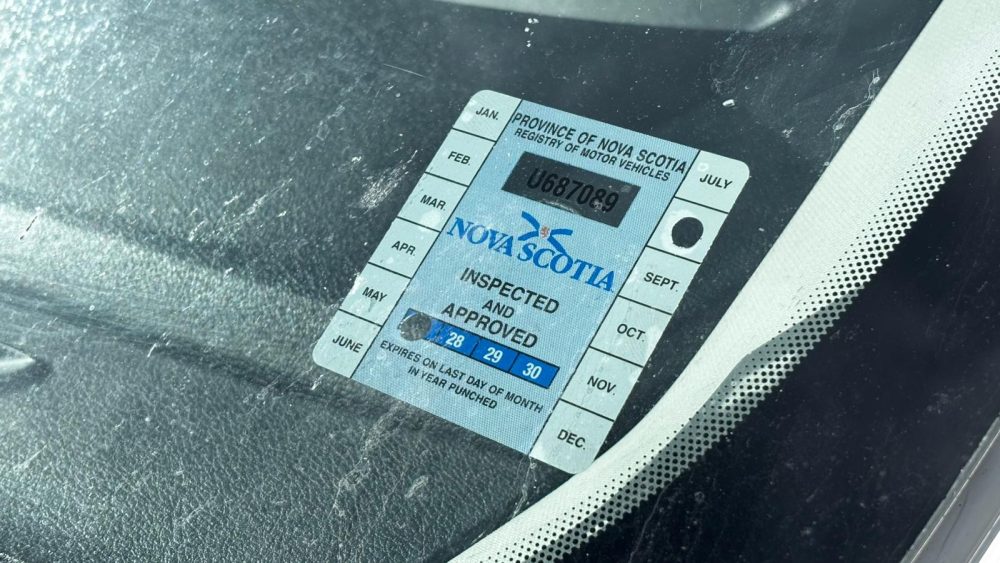 PROVINCE OF NOVA SCOTIA
REGISTRY OF MOTOR VEHICLES
U687089
NOVA SCOTIA
INSPECTED
AND
APPROVED
28 29 30
EXPIRES ON LAST DAY OF MONTH
IN YEAR PUNCHED
JAN.
FEB.
MAR.
APR.
MAY
JUNE
JULY
SEPT.
OCT.
NOV.
DEC.